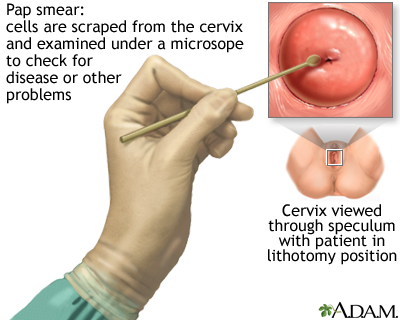 Pap smear:
cells are scraped from the cervix
and examined under a microsope
to check for
disease or other
problems
Cervix viewed
through speculum
with patient in
lithotomy position
ADAM.